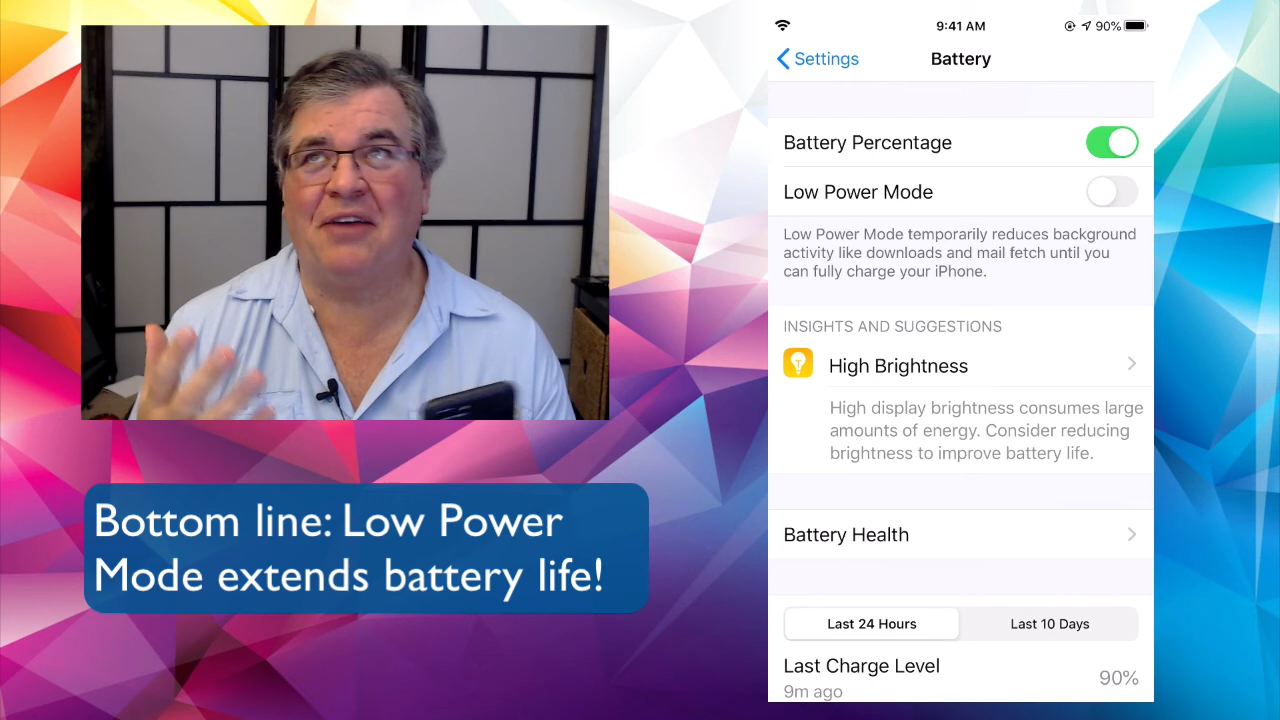 Bottom line: Low Power
Mode extends battery life!
9:41 AM
90%
Settings
Battery
Battery Percentage
Low Power Mode
Low Power Mode temporarily reduces background
activity like downloads and mail fetch until you
can fully charge your iPhone.
INSIGHTS AND SUGGESTIONS
High Brightness
High display brightness consumes large
amounts of energy. Consider reducing
brightness to improve battery life.
Battery Health
Last 24 Hours
Last 10 Days
Last Charge Level
90%
9m ago